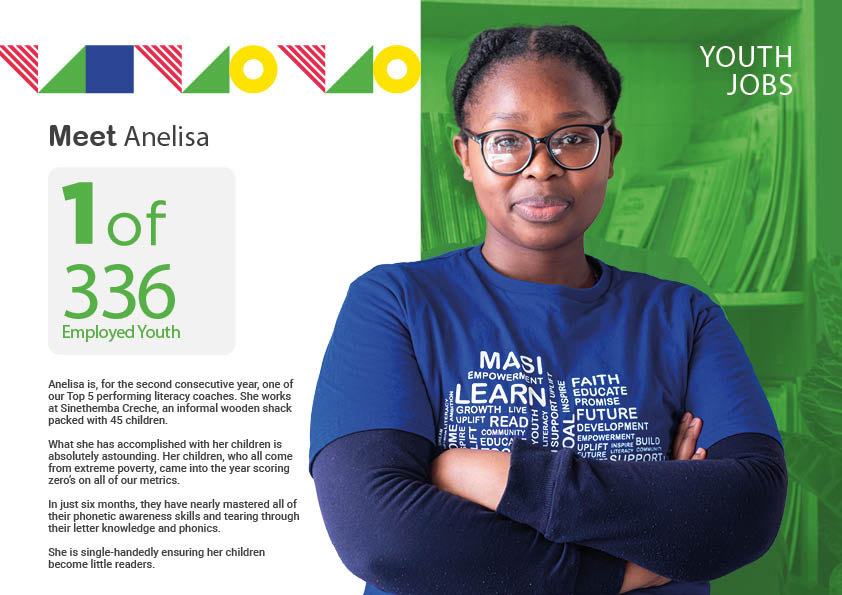 YOUTH
JOBS
Meet Anelisa
1 of
336
Employed Youth
Anelisa is, for the second consecutive year, one of
our Top 5 performing literacy coaches. She works
at Sinethemba Creche, an informal wooden shack
packed with 45 children.
What she has accomplished with her children is
absolutely astounding. Her children, who all come
from extreme poverty, came into the year scoring
zero's on all of our metrics.
In just six months, they have nearly mastered all of
their phonetic awareness skills and tearing through
their letter knowledge and phonics.
She is single-handedly ensuring her children
become little readers.
MASI
EMPOWERMENT
LEARN
GROWTH LIVE
UPLIFT READ
COMMUNITY
EDUCA
UPLIFT
INSPIRE
LITERACY
AMBITION
SUPPORT UPLIFT
YOUTH
LITERACY
INSPIRE
FAITH
EDUCATE
PROMISE
FUTURE
DEVELOPMENT
EMPOWERMENT
UPLIFT INSPIRE BUILD
FUTURE LITERACY COMMUNITY
SUPPORT